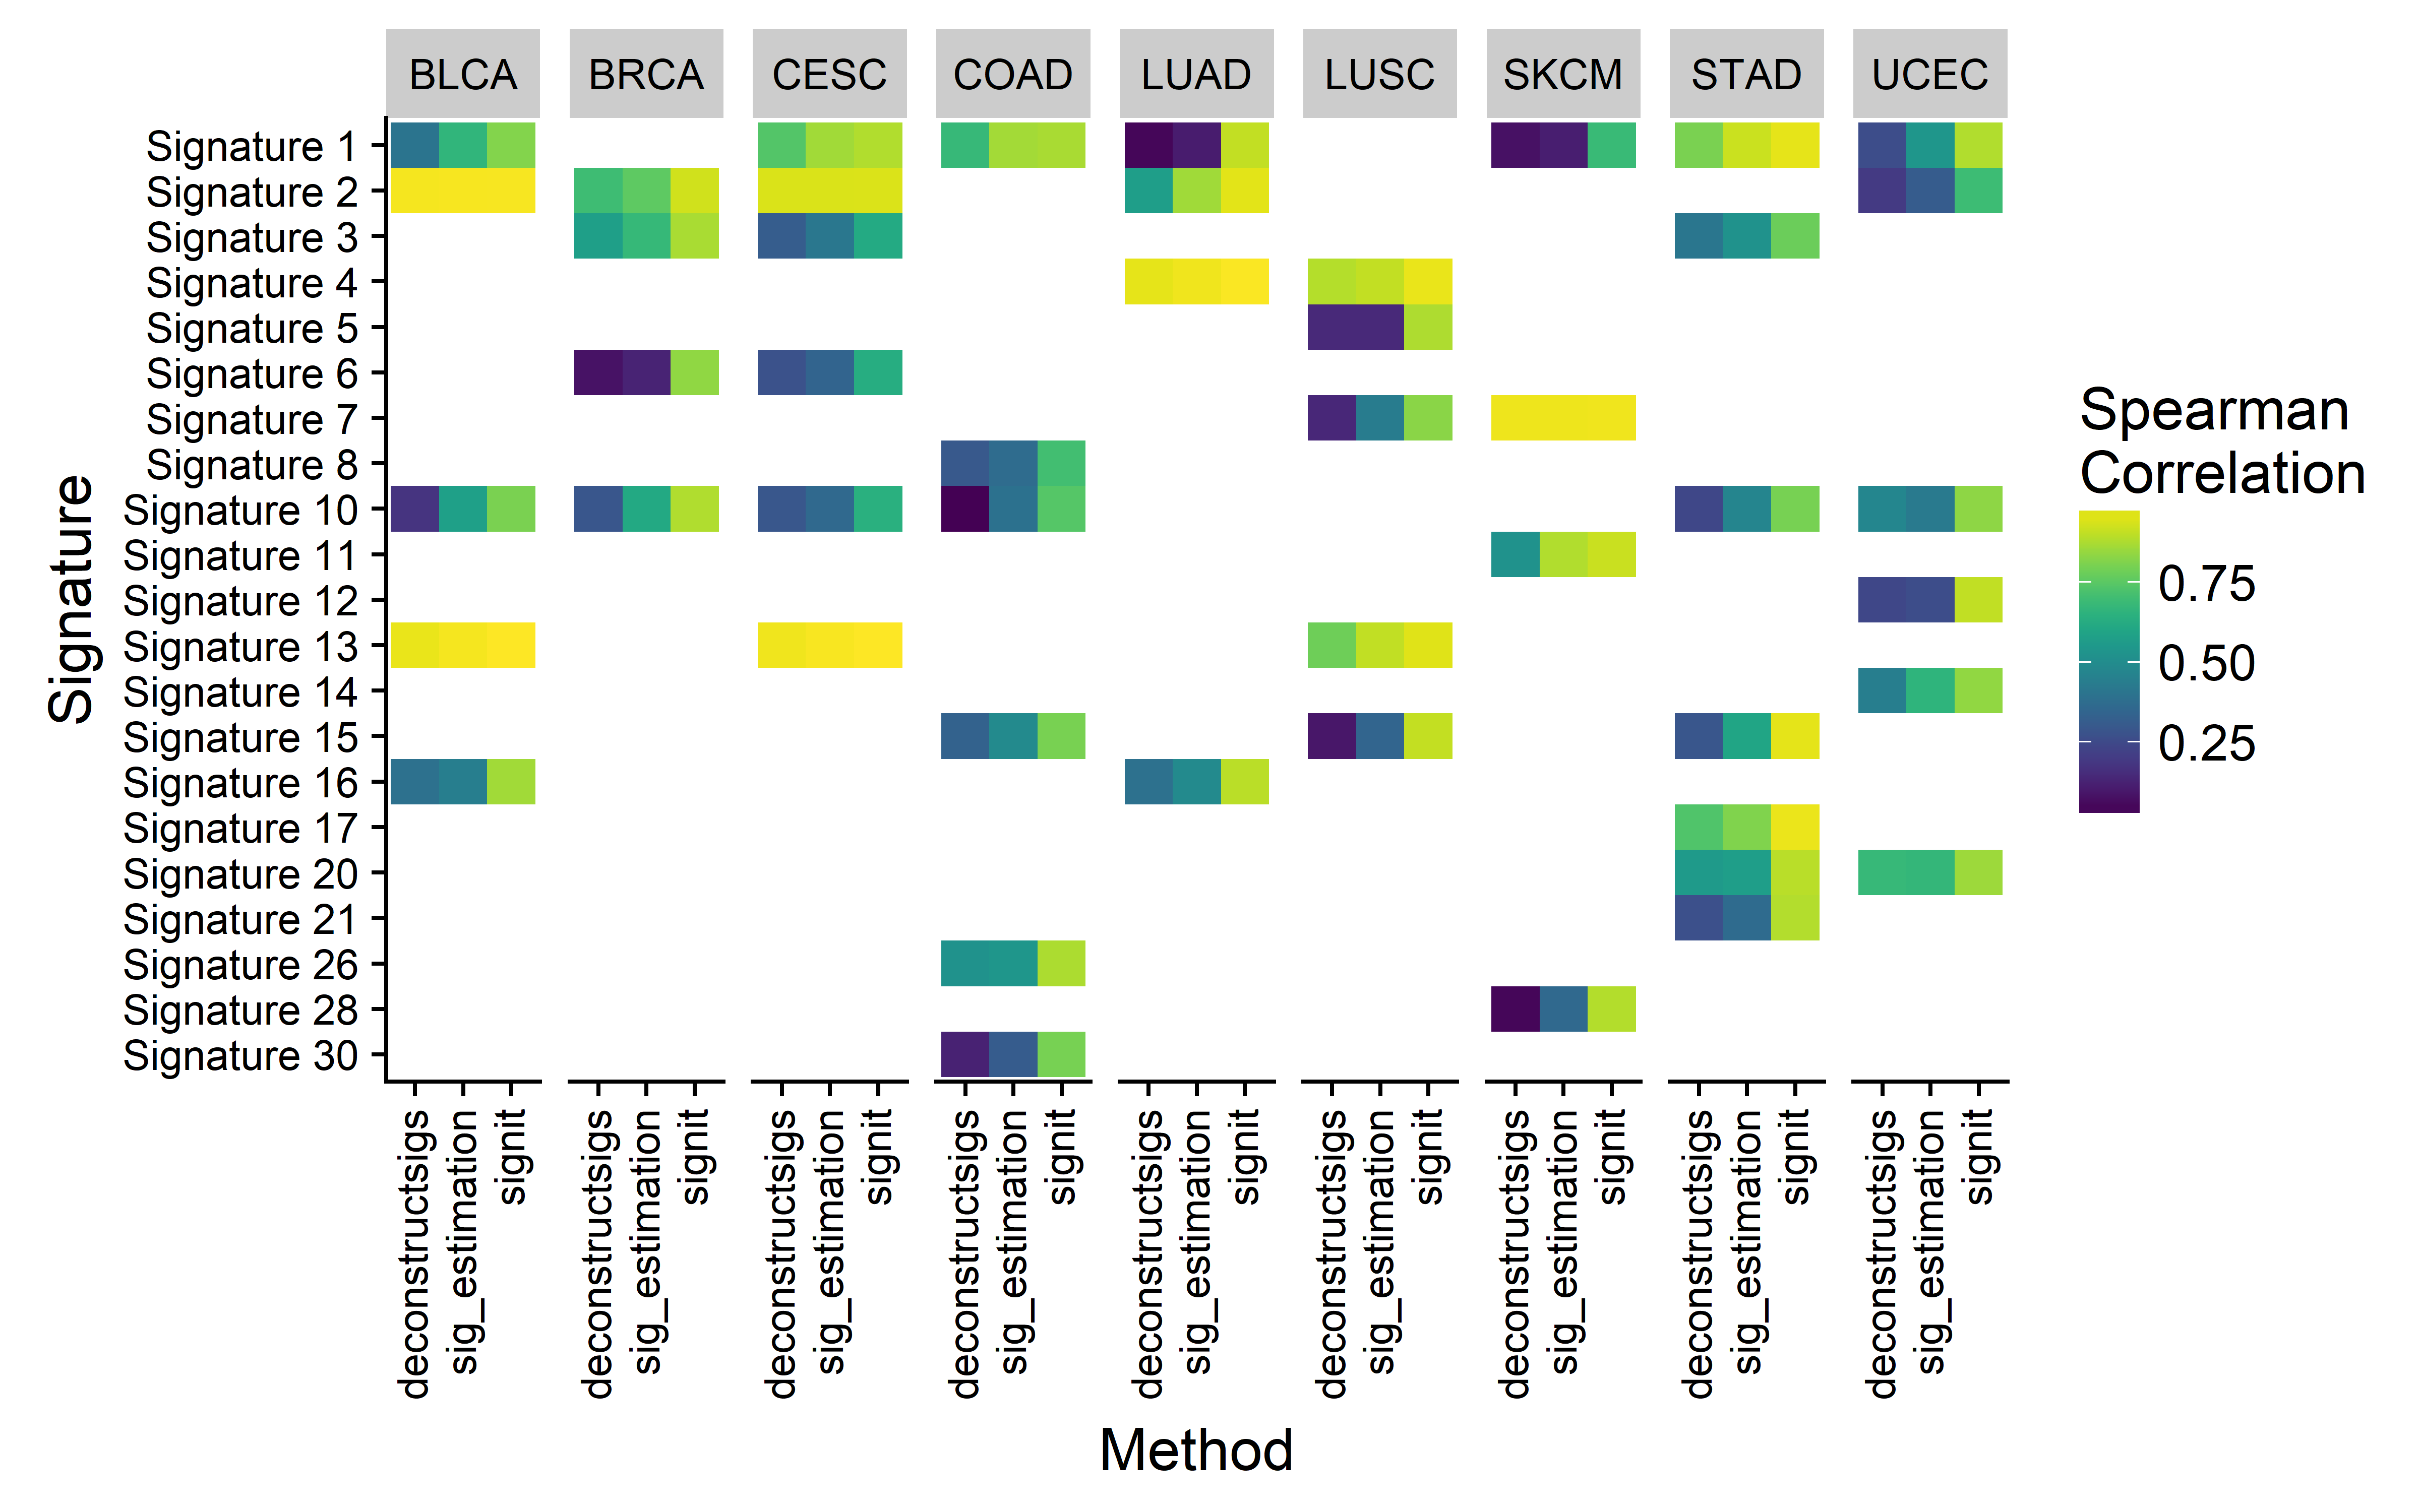 BLCA BRCA CESC COAD LUAD LUSC SKCM STAD UCEC
Signature
Signature 1
Signature 2
Signature 3
Signature 4
Signature 5
Signature 6
Signature 7
Signature 8
Signature 10
Signature 11
Signature 12
Signature 13
Signature 14
Signature 15
Signature 16
Signature 17
Signature 20
Signature 21
Signature 26
Signature 28
Signature 30
deconstructsigs sig_estimation signit deconstructsigs sig_estimation signit deconstructsigs sig_estimation signit deconstructsigs sig_estimation signit deconstructsigs sig_estimation signit deconstructsigs sig_estimation signit deconstructsigs sig_estimation signit deconstructsigs sig_estimation signit deconstructsigs sig_estimation signit
Method
Spearman
Correlation
0.75
0.50
0.25